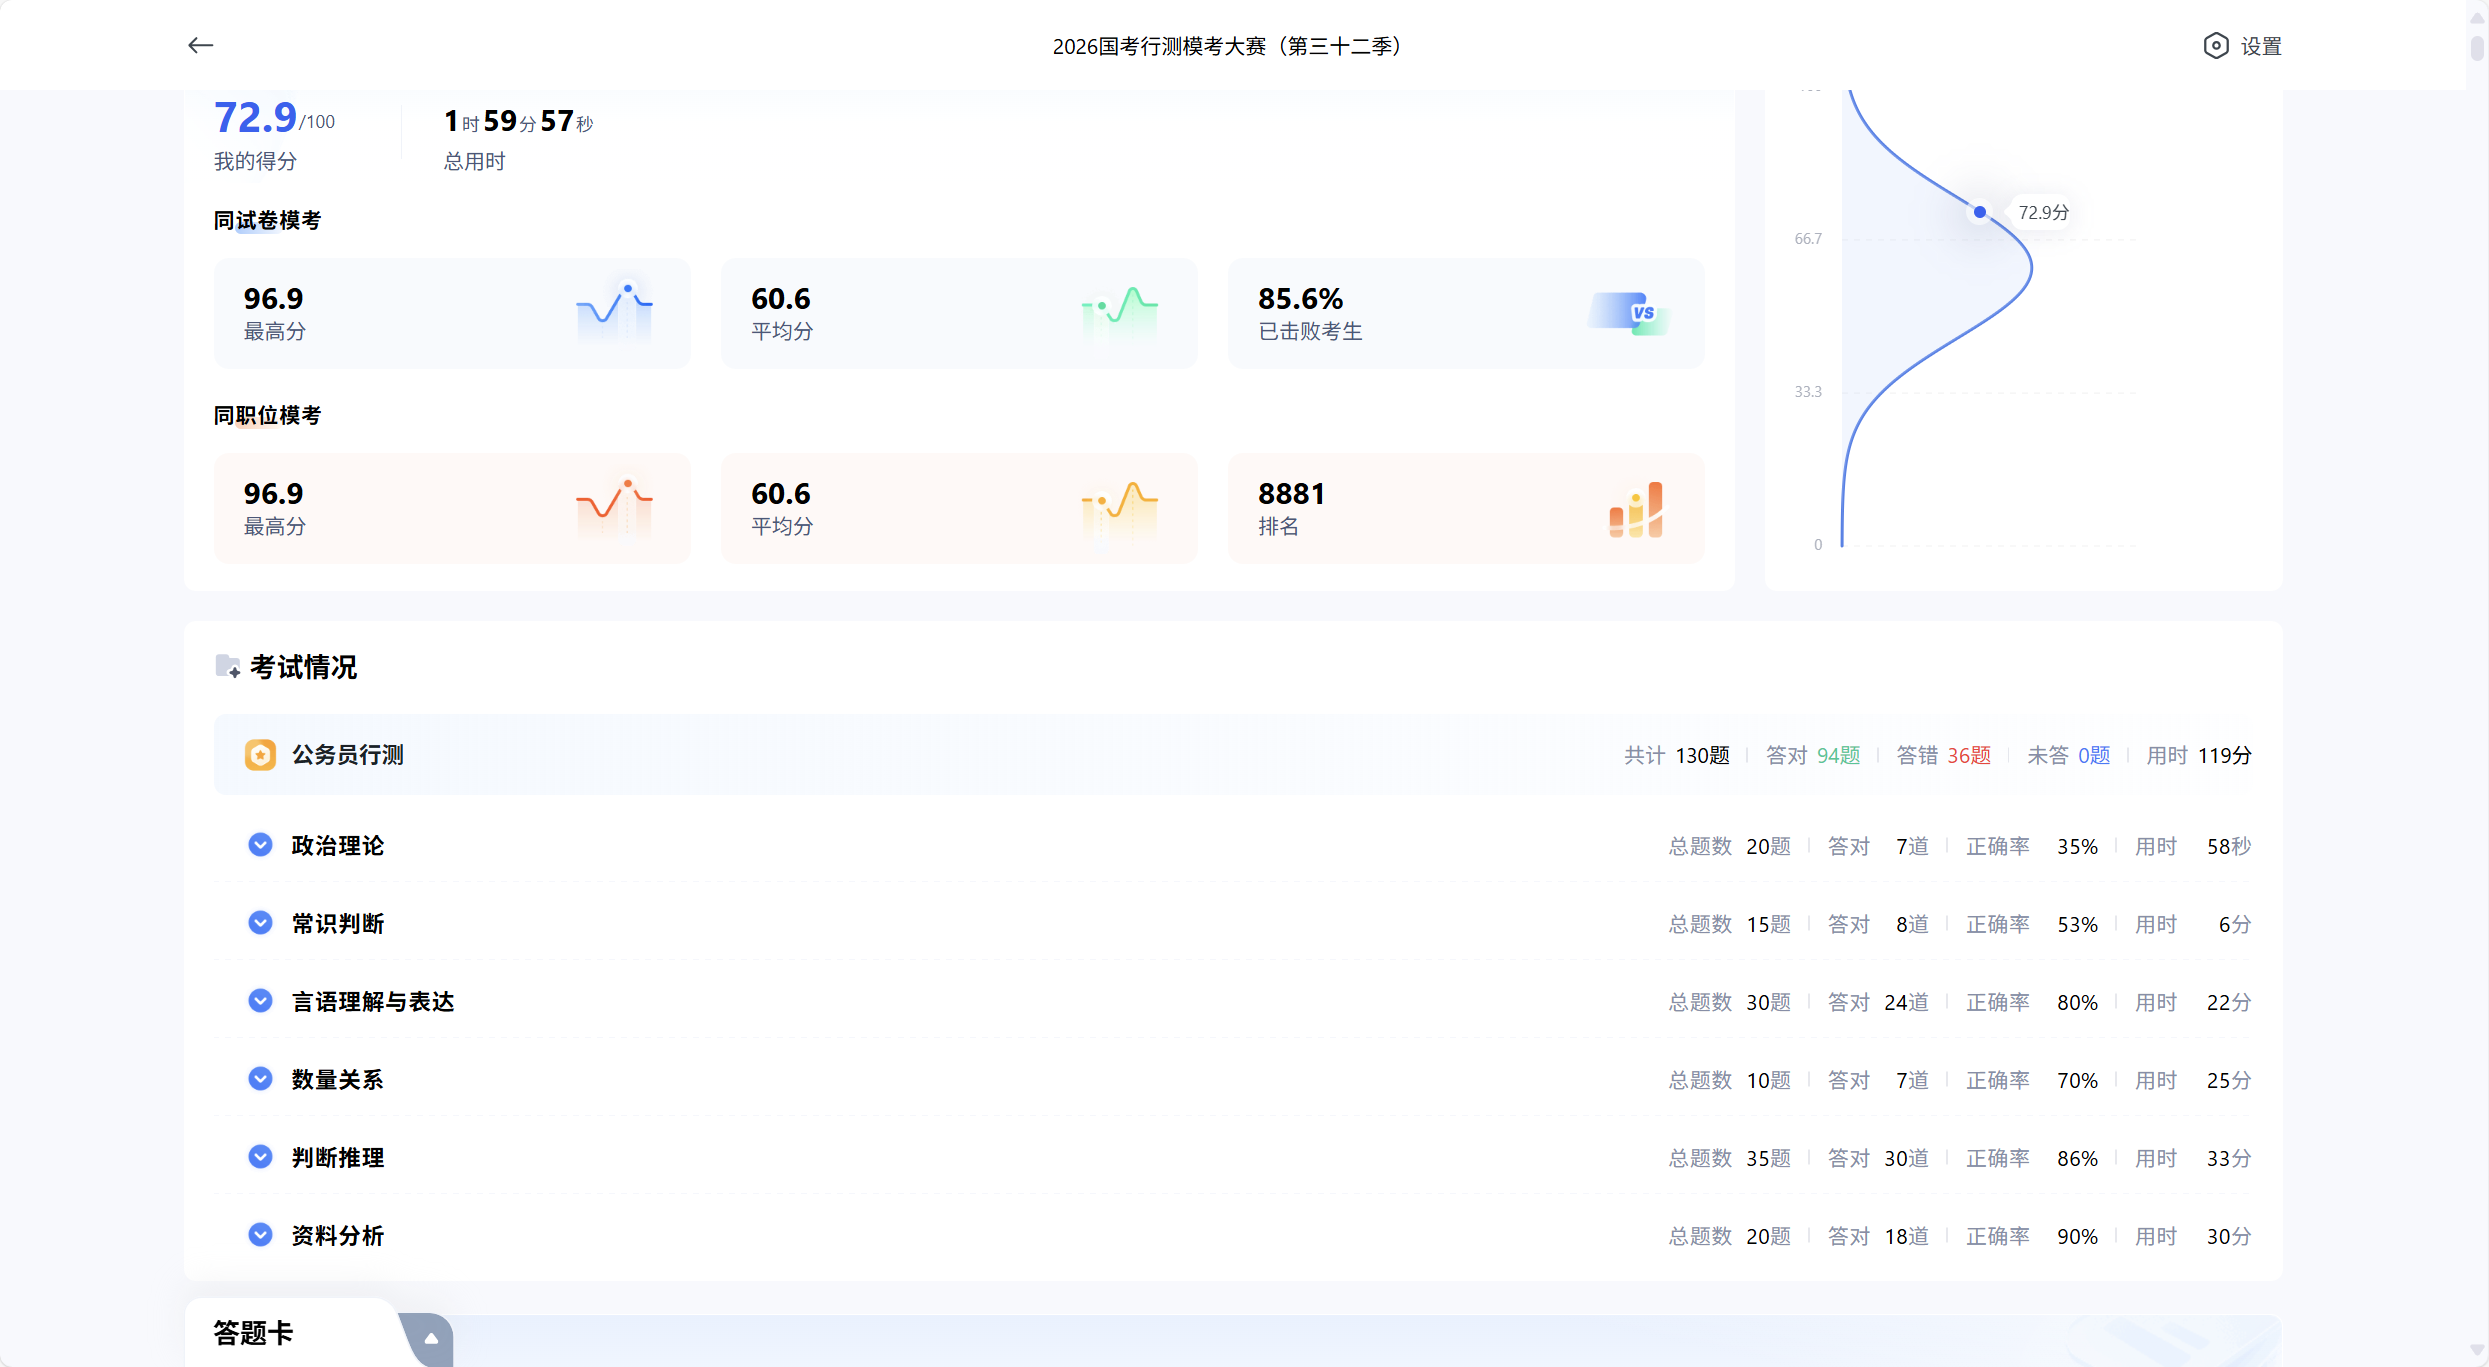 2026国考行测模考大赛（第三十二季）
设置
72.9/100
1时59分57秒
我的得分
总用时
72.9分
66.7
33.3
0
同试卷模考
96.9
最高分
60.6
平均分
85.6%
已击败考生
VS
同职位模考
96.9
最高分
60.6
平均分
8881
排名
考试情况
公务员行测
共计 130题 答对 94题 答错 36题 未答 0题 用时 119分
政治理论
总题数 20题 答对 7道 正确率 35% 用时 58秒
常识判断
总题数 15题 答对 8道 正确率 53% 用时 6分
言语理解与表达
总题数 30题 答对 24道 正确率 80% 用时 22分
数量关系
总题数 10题 答对 7道 正确率 70% 用时 25分
判断推理
总题数 35题 答对 30道 正确率 86% 用时 33分
资料分析
总题数 20题 答对 18道 正确率 90% 用时 30分
答题卡